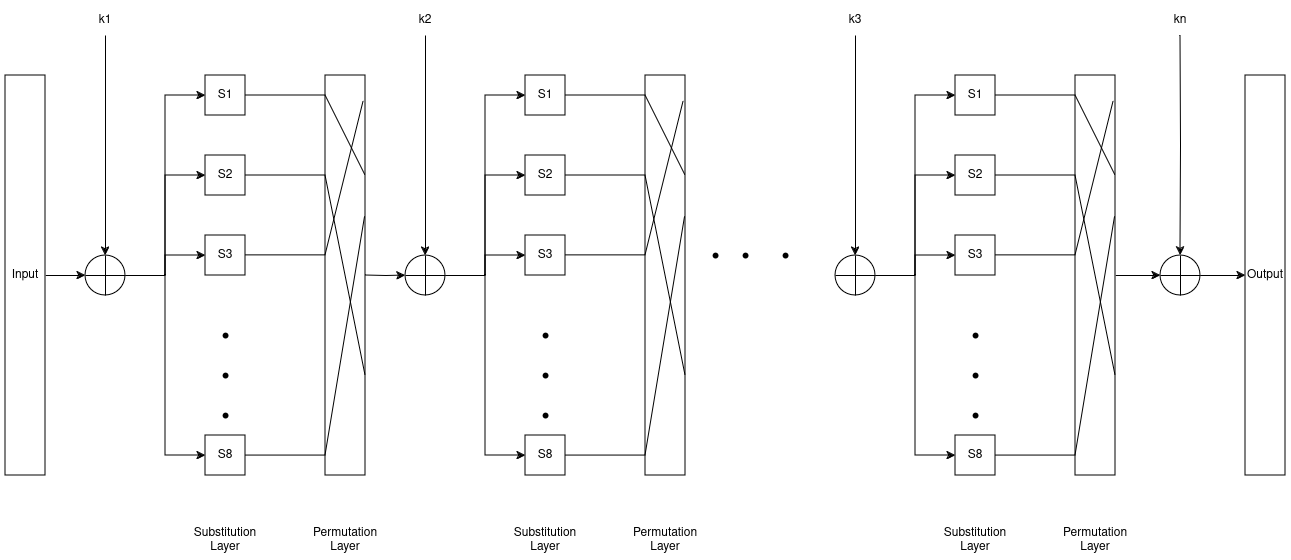 k1
k2
k3
kn
S1
S1
S1
S2
S2
S2
S3
S3
S3
Input
Output
S8
S8
S8
Substitution
Layer
Permutation
Layer
Substitution
Layer
Permutation
Layer
Substitution
Layer
Permutation
Layer